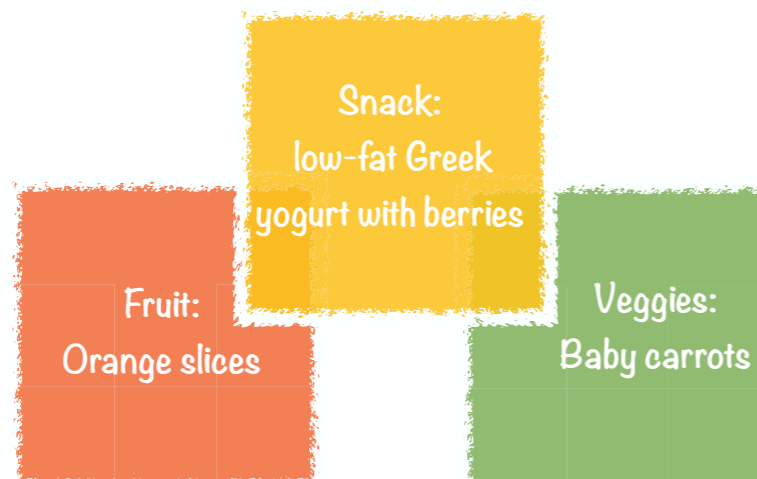 Snack:
low-fat Greek
yogurt with berries
Fruit:
Orange slices
Veggies:
Baby carrots